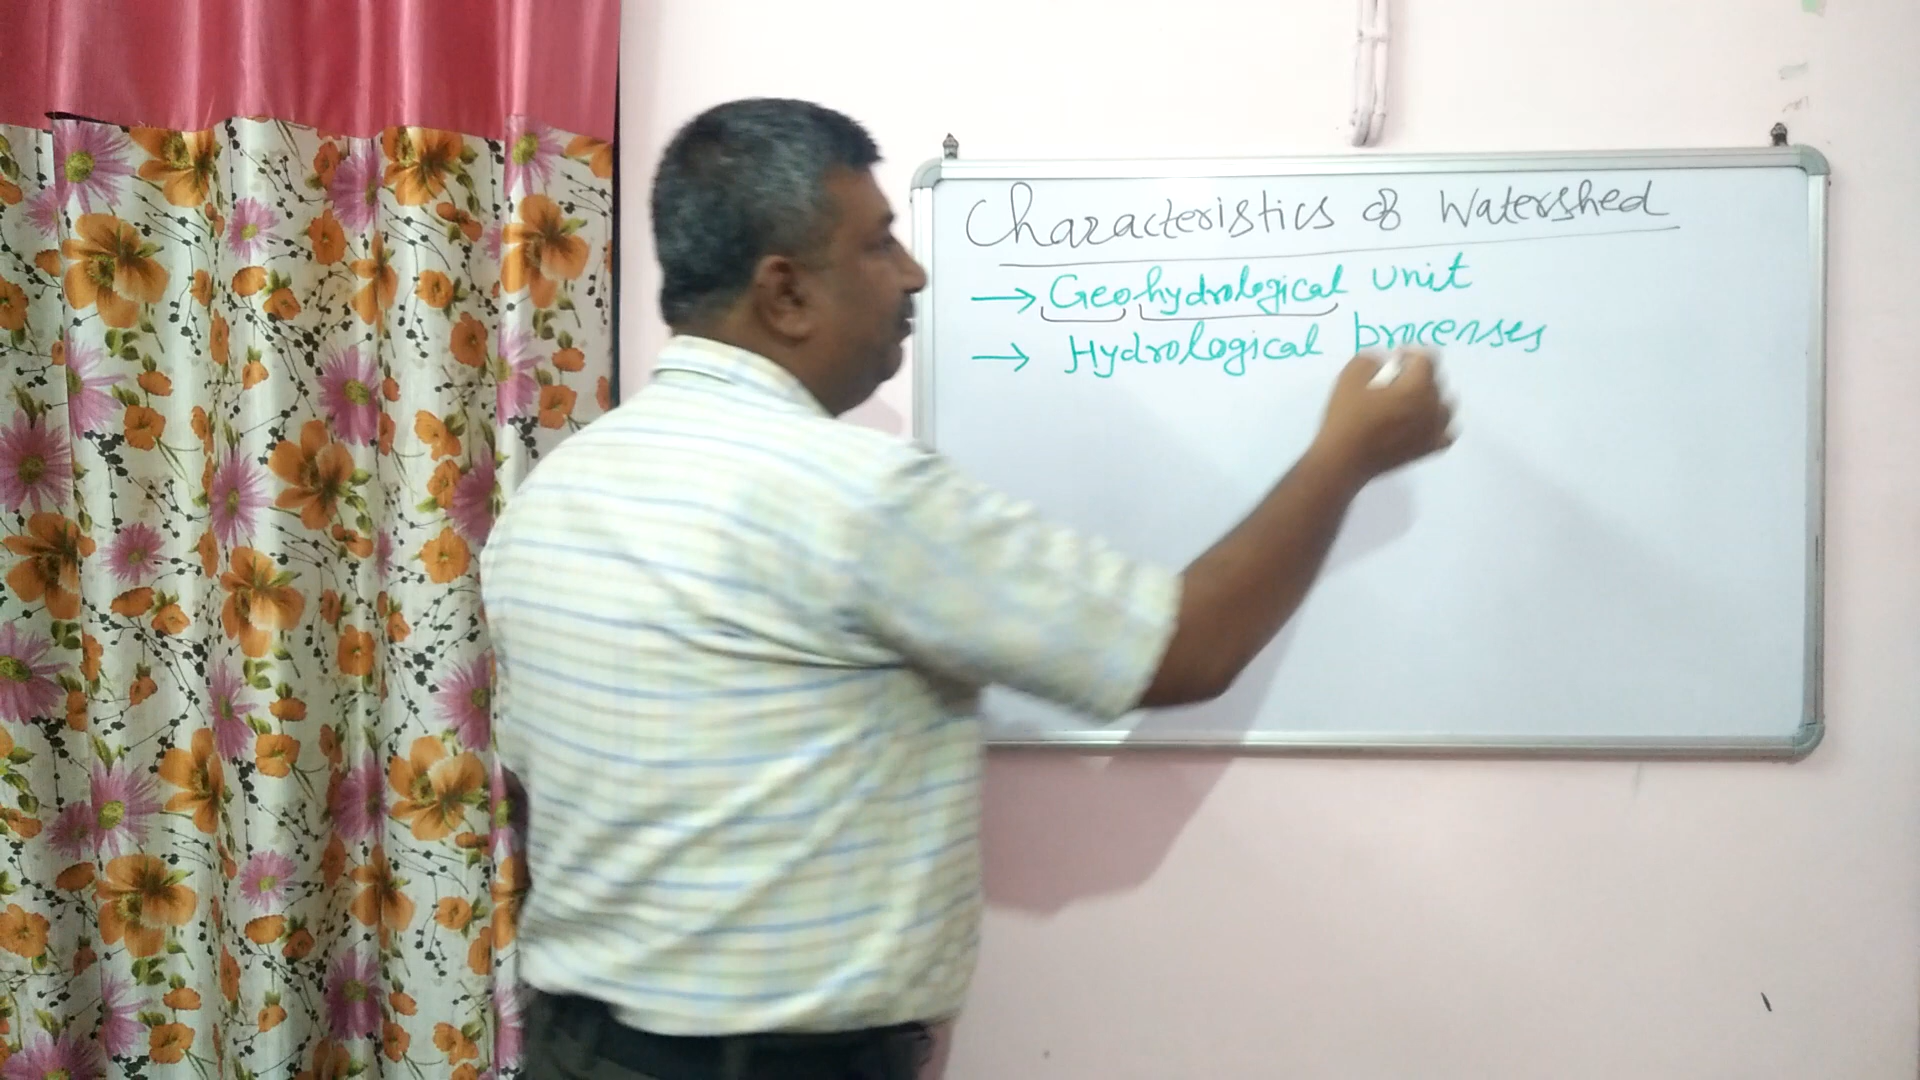 Characteristics of Watershed
→ Geohydrological unit
→ Hydrological processes